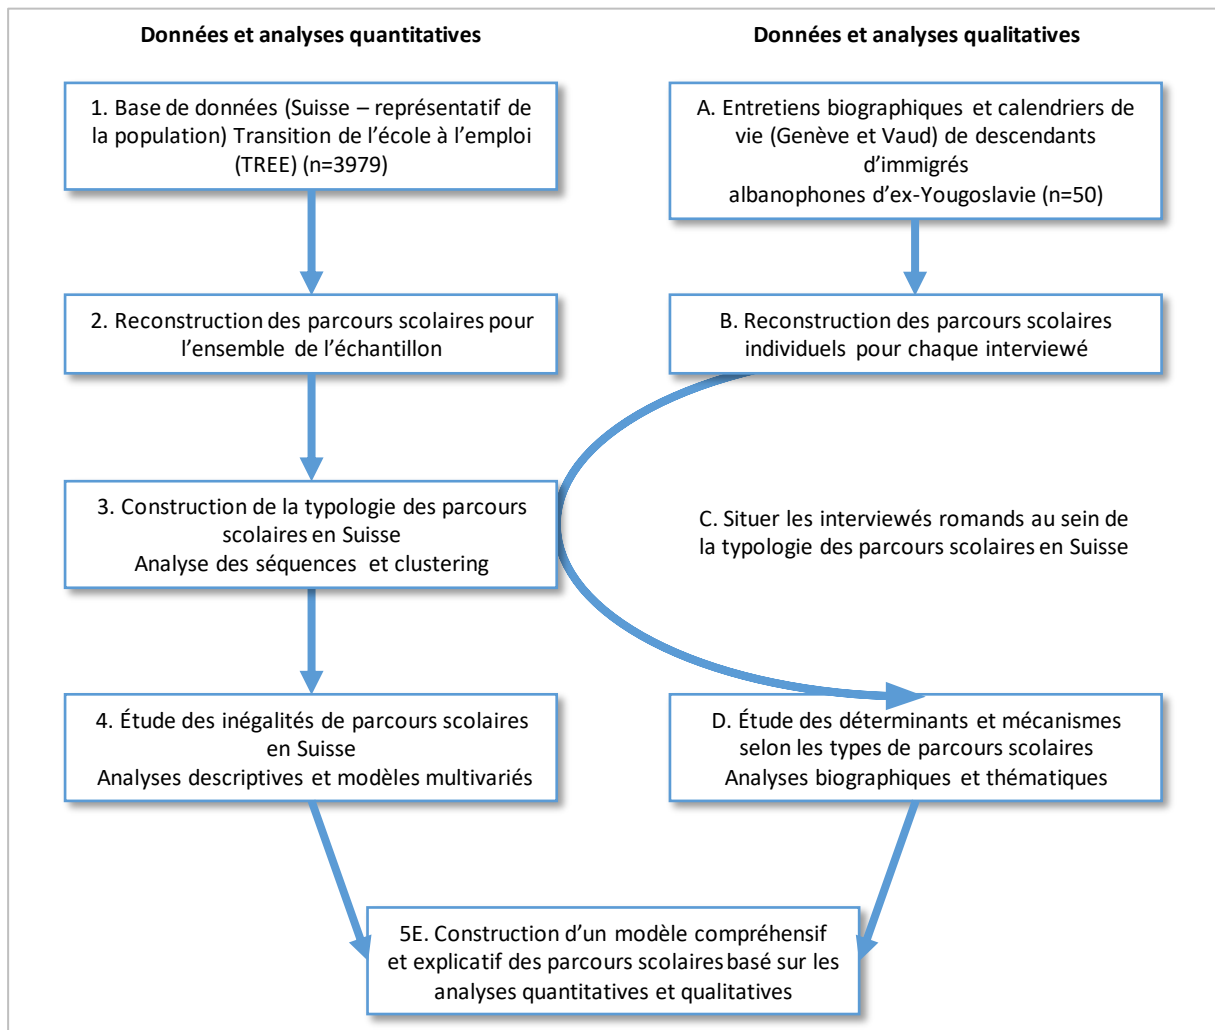 Données et analyses quantitatives
Données et analyses qualitatives
1. Base de données (Suisse – représentatif de
la population) Transition de l’école à l’emploi
(TREE) (n=3979)
A. Entretiens biographiques et calendriers de
vie (Genève et Vaud) de descendants
d’immigrés
albanophones d’ex-Yougoslavie (n=50)
2. Reconstruction des parcours scolaires pour
l’ensemble de l’échantillon
B. Reconstruction des parcours scolaires
individuels pour chaque interviewé
3. Construction de la typologie des parcours
scolaires en Suisse
Analyse des séquences et clustering
C. Situer les interviewés romands au sein de
la typologie des parcours scolaires en Suisse
4. Étude des inégalités de parcours scolaires
en Suisse
Analyses descriptives et modèles multivariés
D. Étude des déterminants et mécanismes
selon les types de parcours scolaire
Analyses biographiques et thématiques
5E. Construction d’un modèle compréhensif
et explicatif des parcours scolaires basé sur les
analyses quantitatives et qualitatives